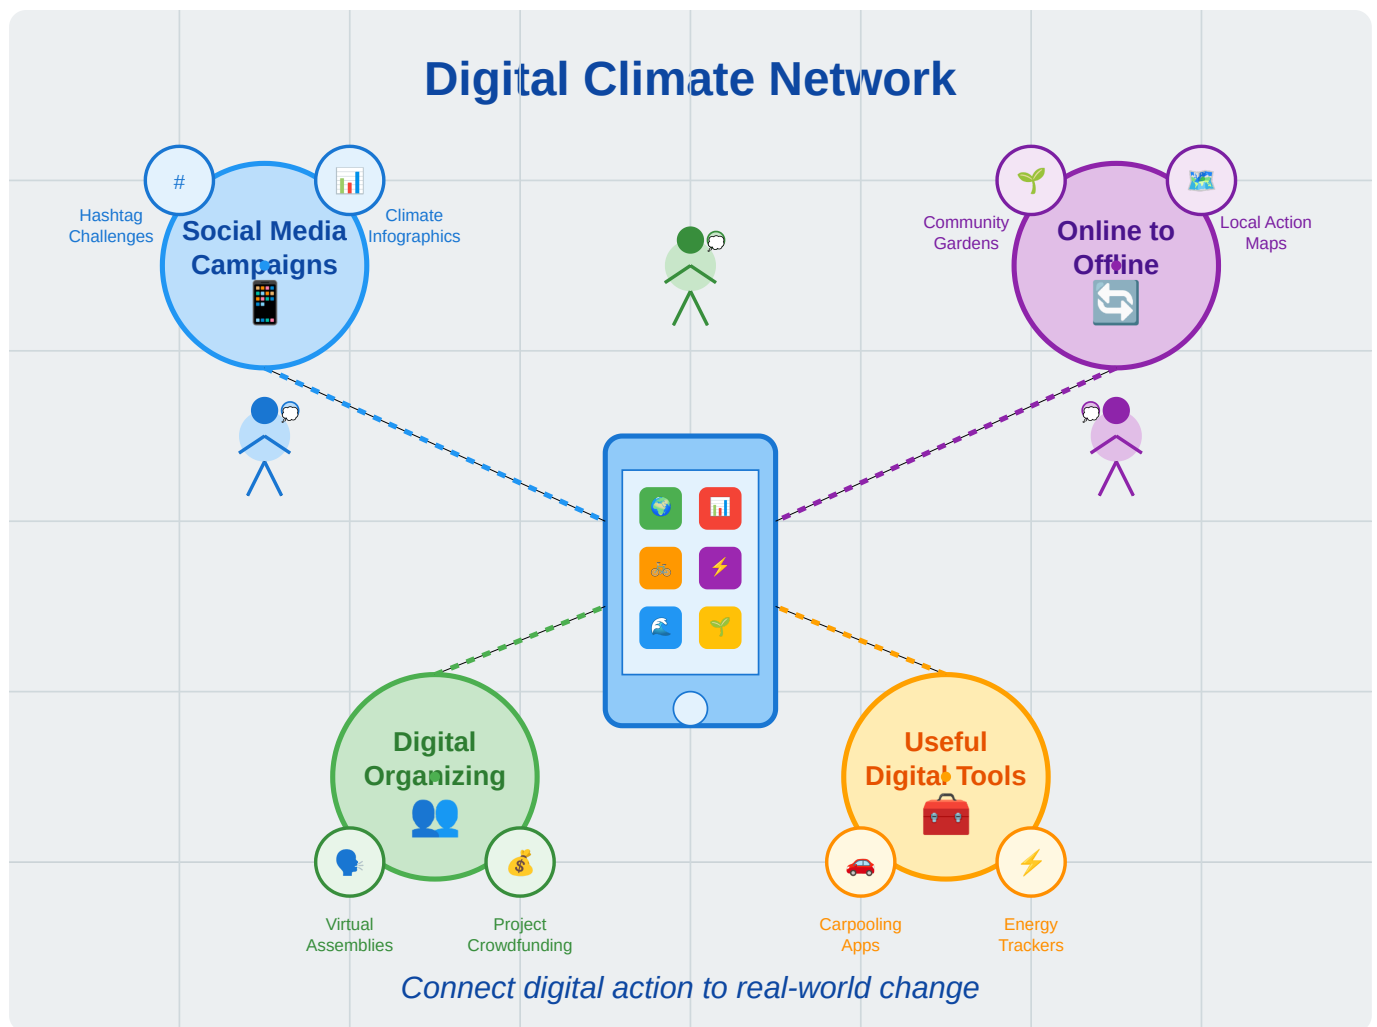 Digital Climate Network
#
Hashtag
Challenges
Climate
Infographics
Social Media
Campaigns
Community
Gardens
Local Action
Maps
Online to
Offline
Digital
Organizing
Virtual
Assemblies
Project
Crowdfunding
Useful
Digital Tools
Carpooling
Apps
Energy
Trackers
Connect digital action to real-world change